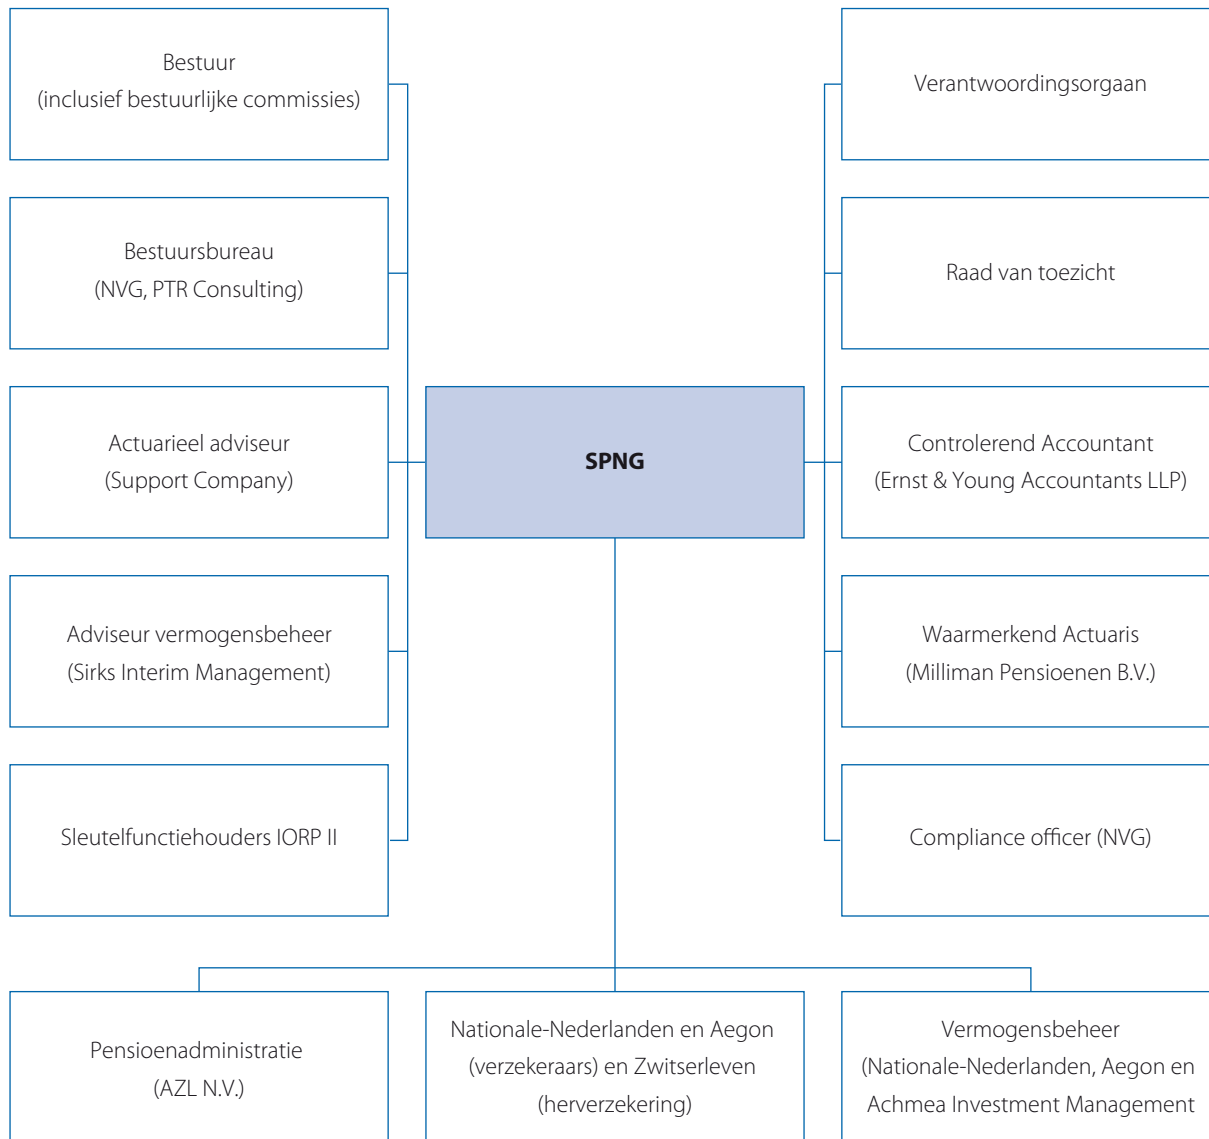 Bestuur
(inclusief bestuurlijke commissies)
Verantwoordingsorgaan
Bestuursbureau
(NVG, PTR Consulting)
Raad van toezicht
Actuarieel adviseur
(Support Company)
SPNG
Controlerend Accountant
(Ernst & Young Accountants LLP)
Adviseur vermogensbeheer
(Sirks Interim Management)
Waarmerkend Actuaris
(Milliman Pensioenen B.V.)
Sleutelfunctiehouders IORP II
Compliance officer (NVG)
Pensioenadministratie
(AZL N.V.)
Nationale-Nederlanden en Aegon
(verzekeraars) en Zwitserleven
(herverzekering)
Vermogensbeheer
(Nationale-Nederlanden, Aegon en
Achmea Investment Management